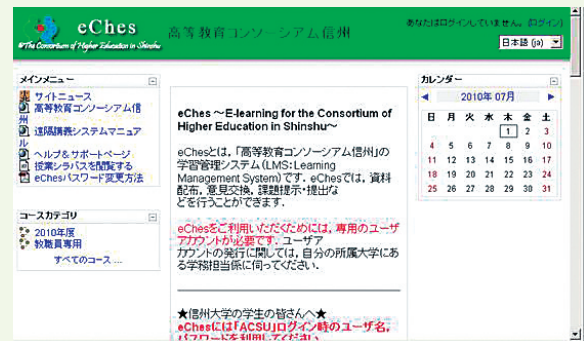 eChes
@The Consortium of Higher Education in Shinshu
高等教育コンソーシアム信州
あなたはログインしていません。(ログイン)
日本語 (ja)
メインメニュー
サイトニュース
高等教育コンソーシアム信
州
遠隔講義システムマニュア
ル
ヘルプ&サポートページ
授業シラバスを閲覧する
eChesパスワード変更方法
コースカテゴリ
2010年度
教職員専用
すべてのコース ...
eChes ~E-learning for the Consortium of
Higher Education in Shinshu~
eChesとは、「高等教育コンソーシアム信州」の
学習管理システム(LMS:Learning
Management System)です。eChesでは、資料
配布、意見交換、課題提示・提出な
どを行うことができます。
eChesをご利用いただくためには、専用のユーザ
アカウントが必要です。ユーザア
カウントの発行に関しては、自分の所属大学にあ
る学務担当係に伺ってください。
★信州大学の学生の皆さんへ★
eChesには「ACSU」ログイン時のユーザ名,
パスワードを利用してください
カレンダー
◄ 2010年 07月 ►
日 月 火 水 木 金 土
1 2 3
4 5 6 7 8 9 10
11 12 13 14 15 16 17
18 19 20 21 22 23 24
25 26 27 28 29 30 31